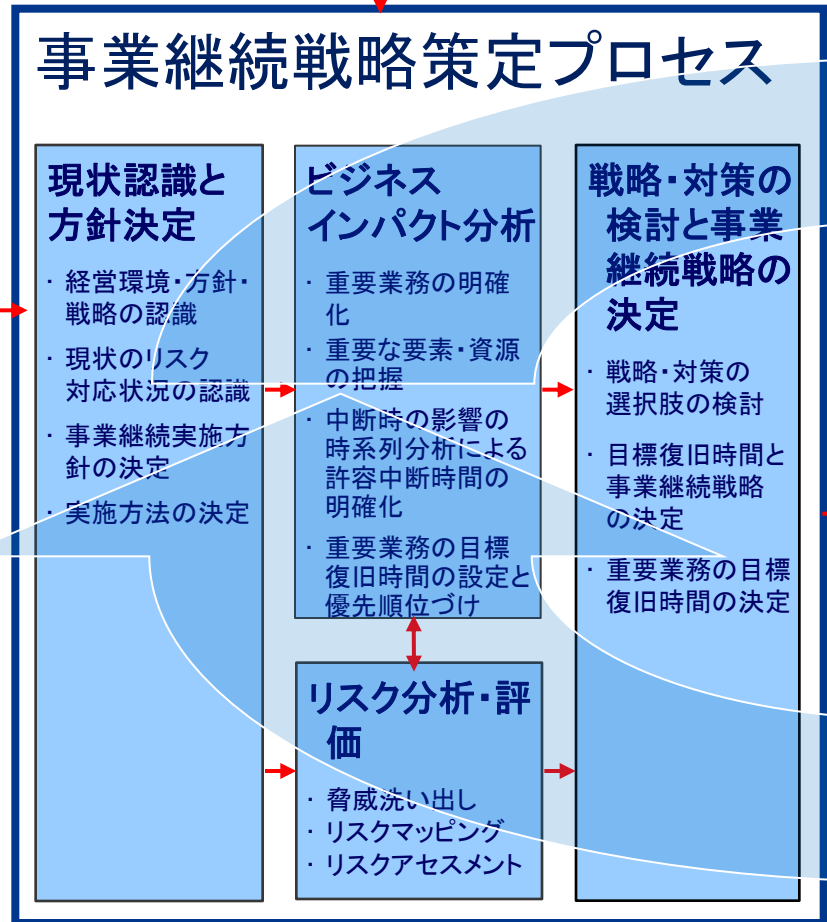 事業継続戦略策定プロセス
現状認識と
方針決定
· 経営環境・方針・
戦略の認識
· 現状のリスク
対応状況の認識
· 事業継続実施方
針の決定
· 実施方法の決定
ビジネス
インパクト分析
· 重要業務の明確
化
· 重要な要素・資源
の把握
· 中断時の影響の
時系列分析による
許容中断時間の
明確化
· 重要業務の目標
復旧時間の設定と
優先順位づけ
リスク分析・評
価
· 脅威洗い出し
· リスクマッピング
· リスクアセスメント
戦略・対策の
検討と事業
継続戦略の
決定
· 戦略・対策の
選択肢の検討
· 目標復旧時間と
事業継続戦略
の決定
· 重要業務の目標
復旧時間の決定